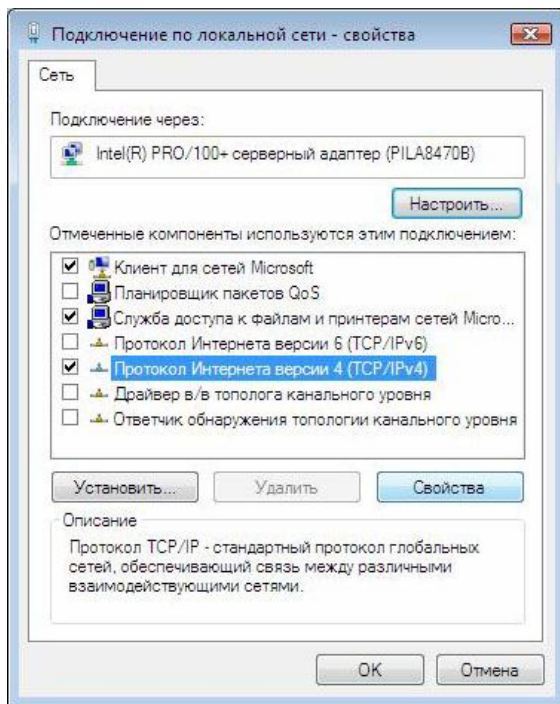 Подключение по локальной сети - свойства
Сеть
Подключение через:
Intel(R) PRO/100+ серверный адаптер (PILA8470B)
Настроить...
Отмеченные компоненты используются этим подключением:
Клиент для сетей Microsoft
Планировщик пакетов QoS
Служба доступа к файлам и принтерам сетей Micro...
Протокол Интернета версии 6 (TCP/IPv6)
Протокол Интернета версии 4 (TCP/IPv4)
Драйвер в/в тополога канального уровня
Ответчик обнаружения топологии канального уровня
Установить...
Удалить
Свойства
Описание
Протокол TCP/IP - стандартный протокол глобальных
сетей, обеспечивающий связь между различными
взаимодействующими сетями.
OK
Отмена